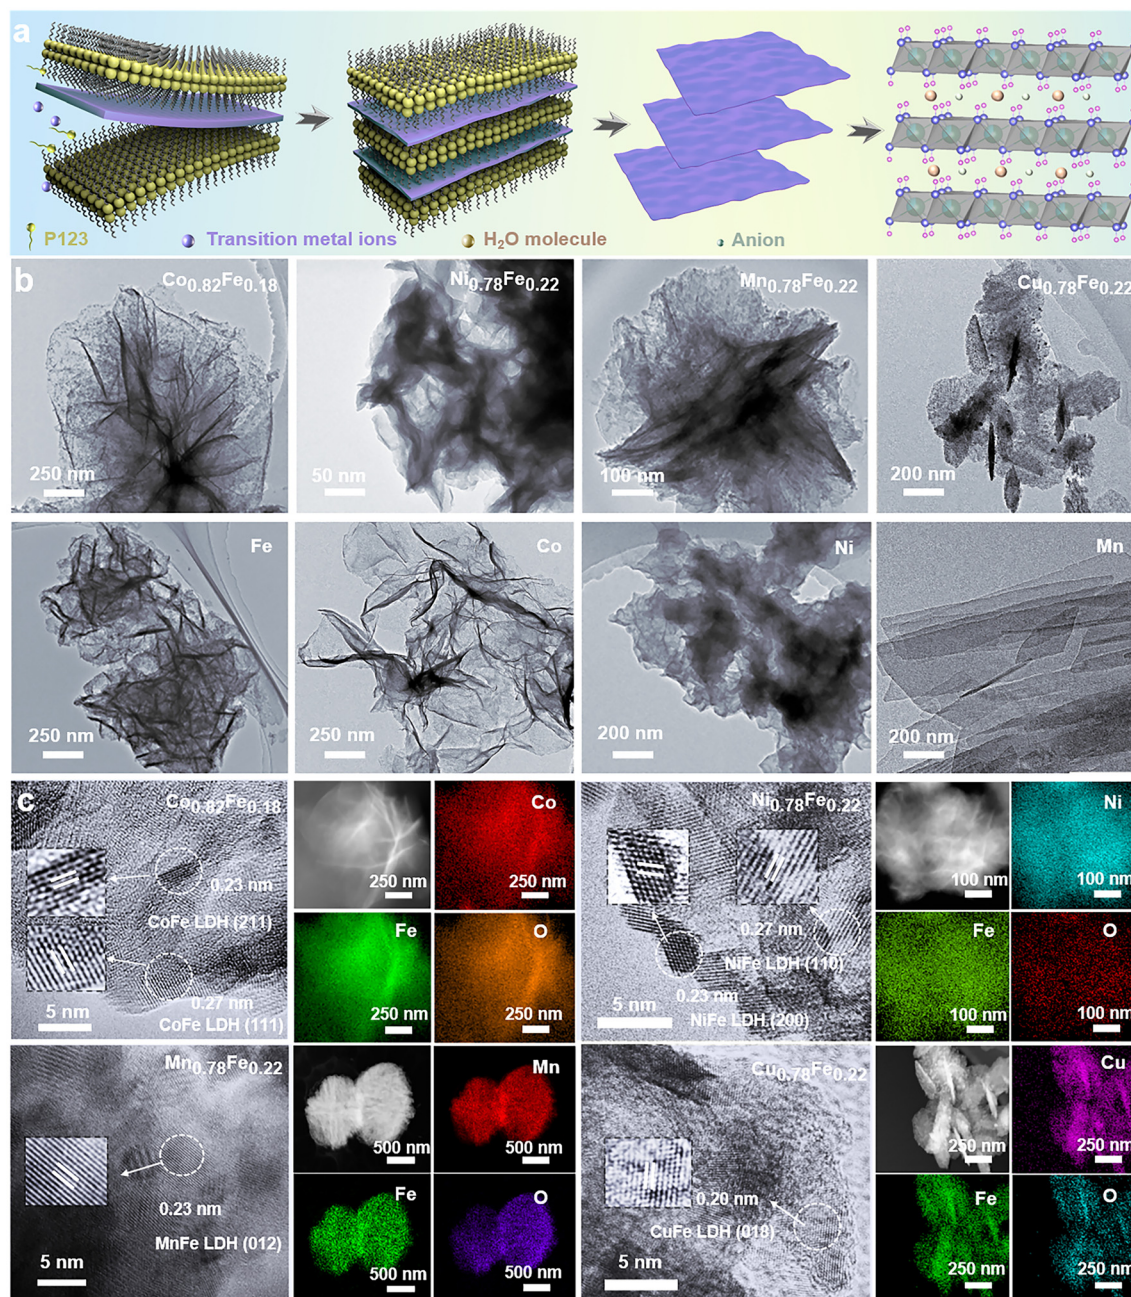 a
P123
Transition metal ions
H₂O molecule
Anion
b
Co0.82Fe0.18
250 nm
Ni0.78Fe0.22
50 nm
Mn0.78Fe0.22
100 nm
Cu0.78Fe0.22
200 nm
Fe
250 nm
Co
250 nm
Ni
200 nm
Mn
200 nm
c
Co0.82Fe0.18
0.23 nm
CoFe LDH (211)
0.27 nm
5 nm
CoFe LDH (111)
250 nm
Co
250 nm
Fe
250 nm
O
250 nm
Ni0.78Fe0.22
0.27 nm
NiFe LDH (110)
5 nm
0.23 nm
NiFe LDH (200)
100 nm
Ni
100 nm
Fe
100 nm
O
100 nm
Mn0.78Fe0.22
0.23 nm
MnFe LDH (012)
5 nm
500 nm
Mn
500 nm
Fe
500 nm
O
500 nm
Cu0.78Fe0.22
0.20 nm
CuFe LDH (018)
5 nm
250 nm
Cu
250 nm
Fe
250 nm
O
250 nm